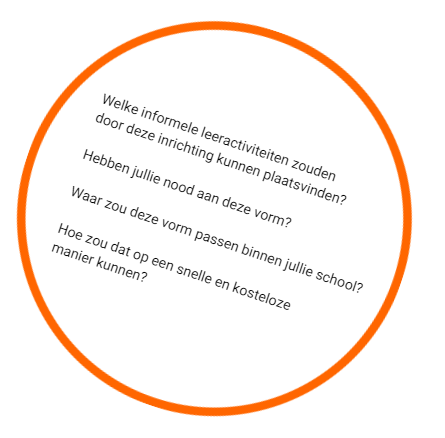 Welke informele leeractiviteiten zouden
door deze inrichting kunnen plaatsvinden?
Hebben jullie nood aan deze vorm?
Waar zou deze vorm passen binnen jullie school?
Hoe zou dat op een snelle en kosteloze
manier kunnen?